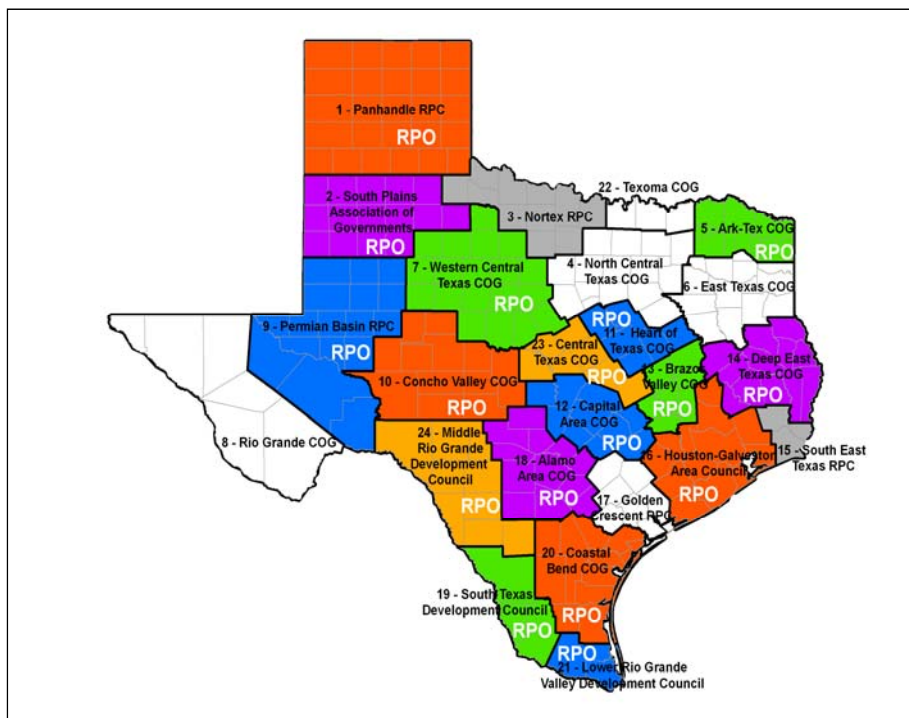 1 - Panhandle RPC
RPO
2 - South Plains
Association of
Governments
RPO
3 - Nortex RPC
22 - Texoma COG
5 - Ark-Tex COG
RPO
7 - Western Central
Texas COG
RPO
4 - North Central
Texas COG
6 - East Texas COG
9 - Permian Basin RPC
RPO
RPO
11 - Heart of
Texas COG
23 - Central
Texas COG
RPO
13 - Brazos
Valley COG
RPO
14 - Deep East
Texas COG
RPO
10 - Concho Valley COG
RPO
12 - Capital
Area COG
RPO
8 - Rio Grande COG
24 - Middle
Rio Grande
Development
Council
RPO
18 - Alamo
Area COG
RPO
16 - Houston-Galveston
Area Council
RPO
15 - South East
Texas RPC
17 - Golden
Crescent RPC
20 - Coastal
Bend COG
RPO
19 - South Texas
Development Council
RPO
RPO
21 - Lower Rio Grande
Valley Development Council